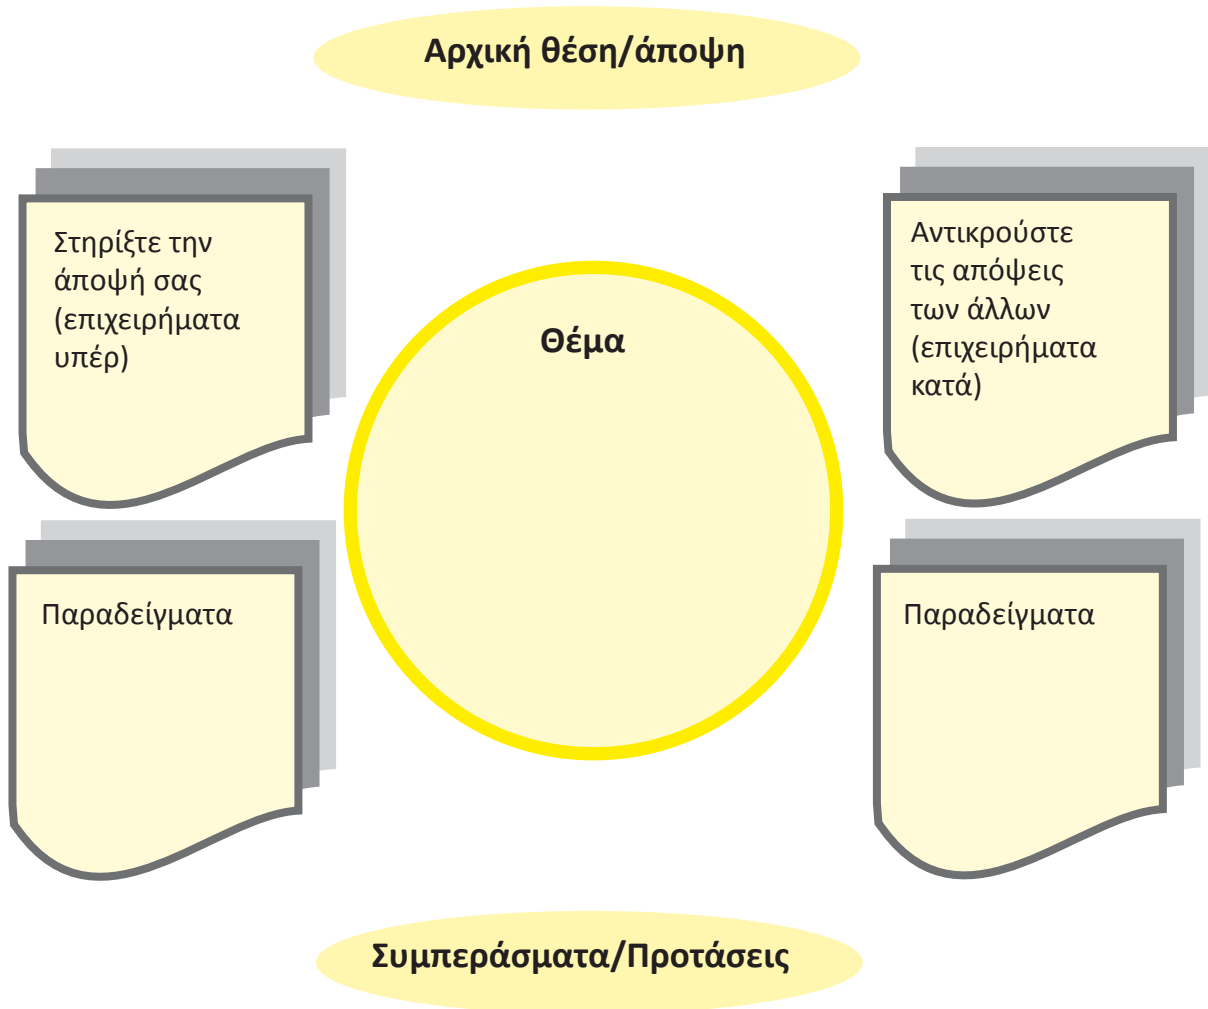 Αρχική θέση/άποψη
Στηρίξτε την
άποψή σας
(επιχειρήματα
υπέρ)
Αντικρούστε
τις απόψεις
των άλλων
(επιχειρήματα
κατά)
Θέμα
Παραδείγματα
Παραδείγματα
Συμπεράσματα/Προτάσεις